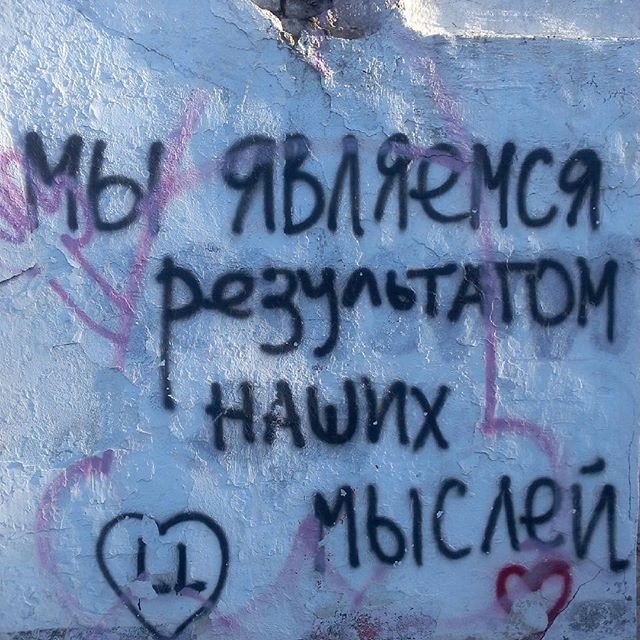 мы являемся
результатом
наших
мыслей